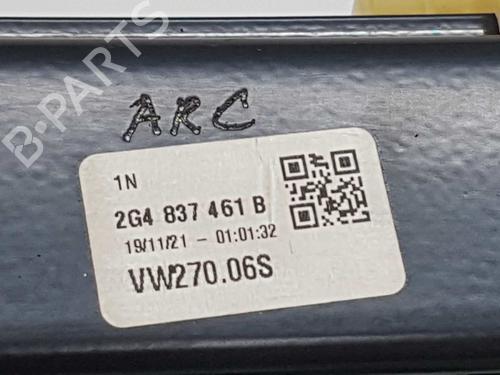 B-PARTS
ARC
1N
2G4 837 461 B
19/11/21 - 01:01:32
VW270.06S